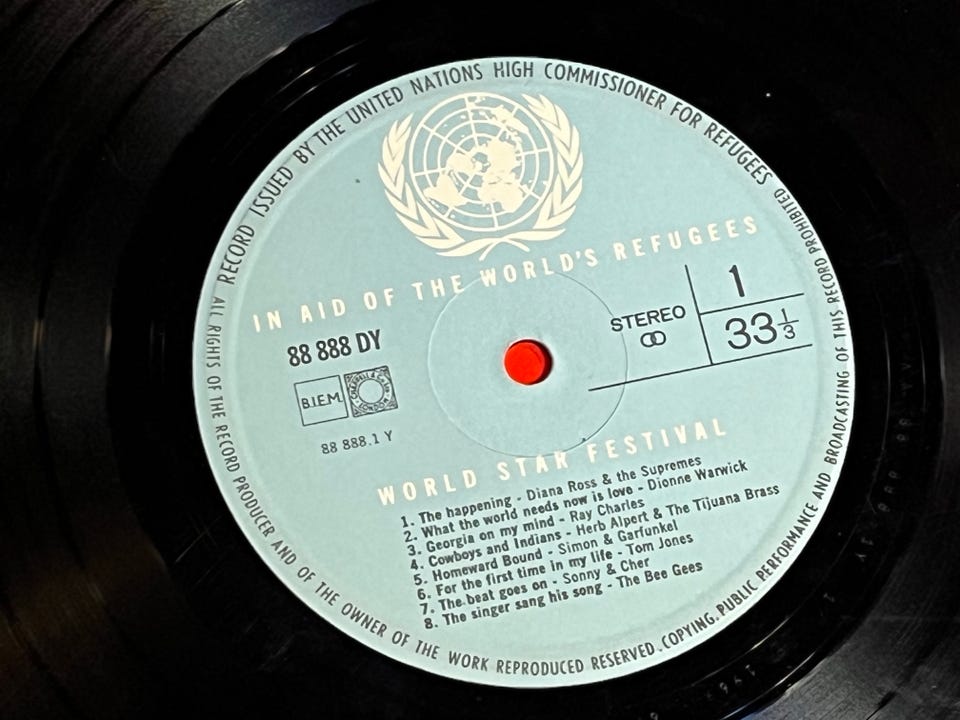 RECORD ISSUED BY THE UNITED NATIONS HIGH COMMISSIONER FOR REFUGEES
IN AID OF THE WORLD'S REFUGEES
88 888 DY
B.I.E.M.
88 888.1 Y
STEREO
1
33 1/3
WORLD STAR FESTIVAL
1. The happening - Diana Ross & the Supremes
2. What the world needs now is love - Dionne Warwick
3. Georgia on my mind - Ray Charles
4. Cowboys and Indians - Herb Alpert & The Tijuana Brass
5. Homeward Bound - Simon & Garfunkel
6. For the first time in my life - Tom Jones
7. The beat goes on - Sonny & Cher
8. The singer sang his song - The Bee Gees
ALL RIGHTS OF THE RECORD PRODUCER AND OF THE OWNER OF THE WORK REPRODUCED RESERVED. COPYING, PUBLIC PERFORMANCE AND BROADCASTING OF THIS RECORD PROHIBITED